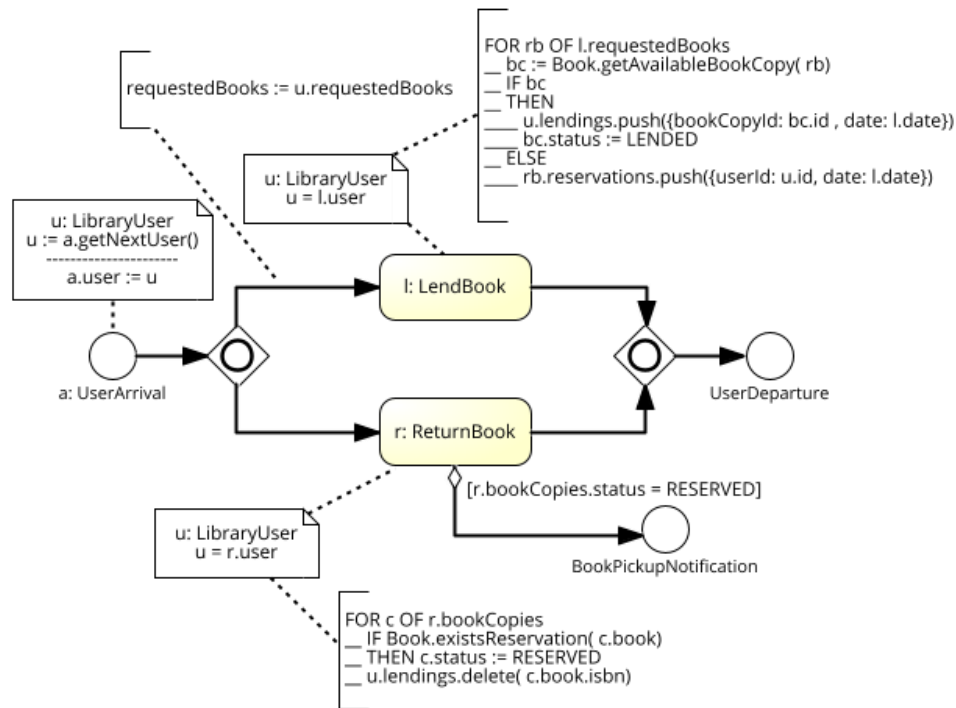 FOR rb OF l.requestedBooks
__ bc := Book.getAvailableBookCopy( rb)
__ IF bc
__ THEN
____ u.lendings.push({bookCopyId: bc.id , date: l.date})
____ bc.status := LENDED
__ ELSE
____ rb.reservations.push({userId: u.id, date: l.date})
requestedBooks := u.requestedBooks
u: LibraryUser
u = l.user
u: LibraryUser
u := a.getNextUser()
----------------------
a.user := u
l: LendBook
a: UserArrival
UserDeparture
r: ReturnBook
[r.bookCopies.status = RESERVED]
BookPickupNotification
u: LibraryUser
u = r.user
FOR c OF r.bookCopies
__ IF Book.existsReservation( c.book)
__ THEN c.status := RESERVED
__ u.lendings.delete( c.book.isbn)